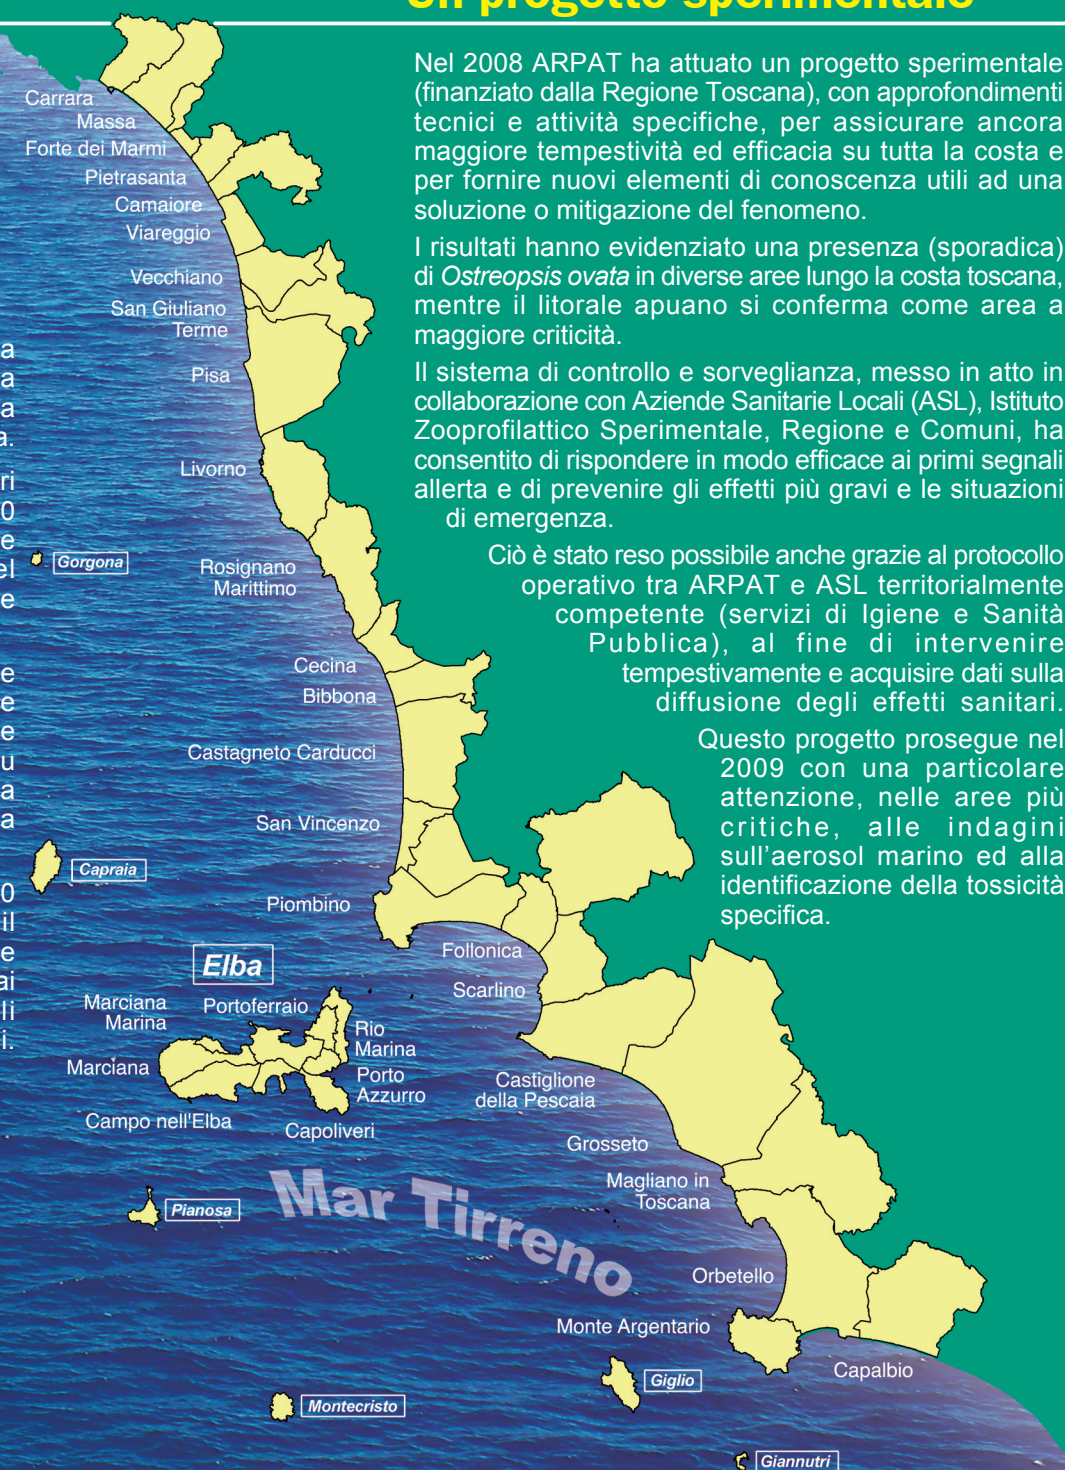 Un progetto sperimentale
Nel 2008 ARPAT ha attuato un progetto sperimentale
(finanziato dalla Regione Toscana), con approfondimenti
tecnici e attività specifiche, per assicurare ancora
maggiore tempestività ed efficacia su tutta la costa e
per fornire nuovi elementi di conoscenza utili ad una
soluzione o mitigazione del fenomeno.
I risultati hanno evidenziato una presenza (sporadica)
di Ostreopsis ovata in diverse aree lungo la costa toscana,
mentre il litorale apuano si conferma come area a
maggiore criticità.
Il sistema di controllo e sorveglianza, messo in atto in
collaborazione con Aziende Sanitarie Locali (ASL), Istituto
Zooprofilattico Sperimentale, Regione e Comuni, ha
consentito di rispondere in modo efficace ai primi segnali
allerta e di prevenire gli effetti più gravi e le situazioni
di emergenza.
Ciò è stato reso possibile anche grazie al protocollo
operativo tra ARPAT e ASL territorialmente
competente (servizi di Igiene e Sanità
Pubblica), al fine di intervenire
tempestivamente e acquisire dati sulla
diffusione degli effetti sanitari.
Questo progetto prosegue nel
2009 con una particolare
attenzione, nelle aree più
critiche, alle indagini
sull'aerosol marino ed alla
identificazione della tossicità
specifica.
Carrara
Massa
Forte dei Marmi
Pietrasanta
Camaiore
Viareggio
Vecchiano
San Giuliano
Terme
Pisa
Livorno
Gorgona
Rosignano
Marittimo
Cecina
Bibbona
Castagneto Carducci
San Vincenzo
Capraia
Piombino
Follonica
Elba
Scarlino
Marciana
Marina
Portoferraio
Rio
Marina
Marciana
Porto
Azzurro
Campo nell'Elba
Capoliveri
Castiglione
della Pescaia
Grosseto
Magliano in
Toscana
Pianosa
Mar Tirreno
Orbetello
Monte Argentario
Capalbio
Giglio
Montecristo
Giannutri
a
a
a
a.
ri
0
e
el
e
e
e
e
u
a
a
0
il
e
ai
li
i.